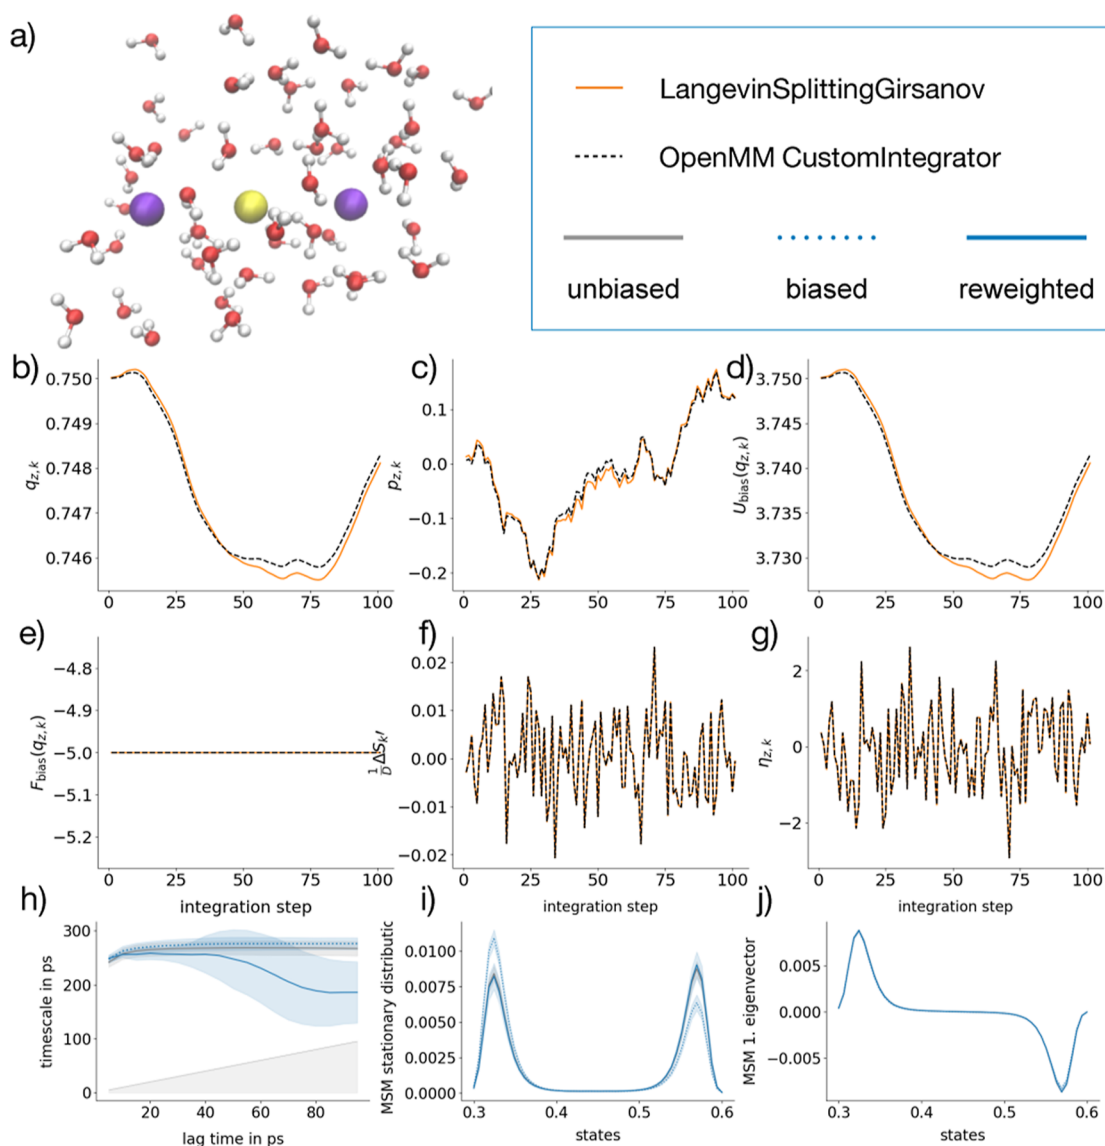 a)
LangevinSplittingGirsanov
OpenMM CustomIntegrator
unbiased biased reweighted
b)
0.750
0.749
0.748
0.747
0.746
q_{z,k}
0 25 50 75 100
c)
0.1
0.0
−0.1
−0.2
p_{z,k}
0 25 50 75 100
d)
3.750
3.745
3.740
3.735
3.730
U_{bias}(q_{z,k})
0 25 50 75 100
e)
−4.8
−4.9
−5.0
−5.1
−5.2
F_{bias}(q_{z,k})
0 25 50 75 100
integration step
f)
0.02
0.01
0.00
−0.01
−0.02
0 25 50 75 100
integration step
g)
2
0
−2
η_{z,k}
0 25 50 75 100
integration step
h)
300
200
100
0
timescale in ps
20 40 60 80
lag time in ps
i)
0.0100
0.0075
0.0050
0.0025
0.0000
MSM stationary distributic
0.3 0.4 0.5 0.6
states
j)
0.005
0.000
−0.005
MSM 1. eigenvector
0.3 0.4 0.5 0.6
states